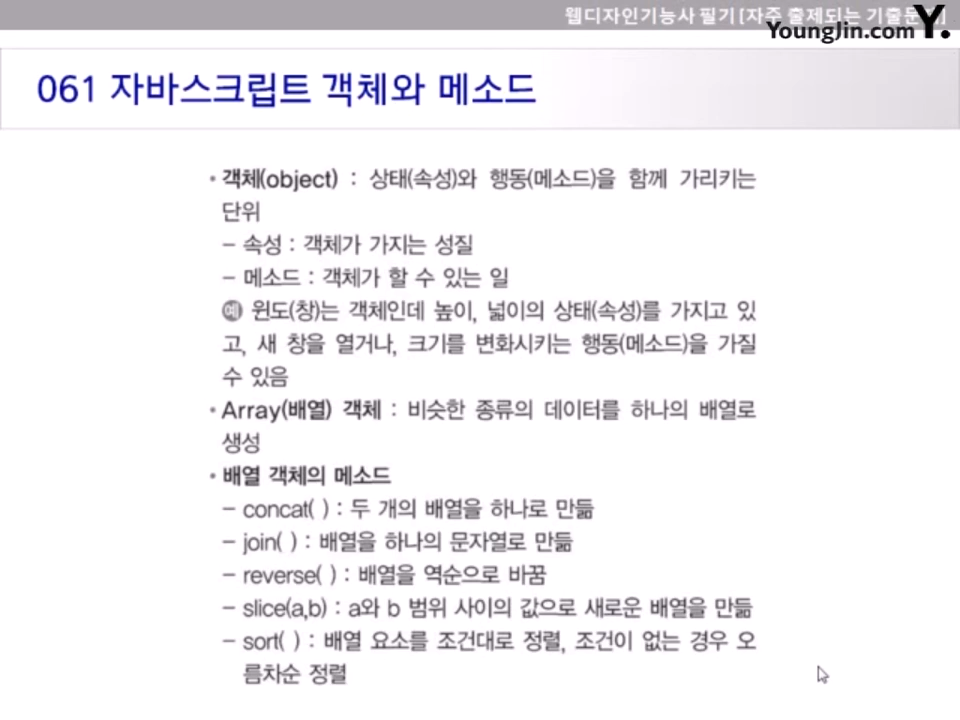 웹디자인기능사 필기 [자주 출제되는 기출문제]
YoungJin.com Y.
061 자바스크립트 객체와 메소드
• 객체(object) : 상태(속성)와 행동(메소드)을 함께 가리키는
단위
– 속성 : 객체가 가지는 성질
– 메소드 : 객체가 할 수 있는 일
예 윈도(창)는 객체인데 높이, 넓이의 상태(속성)를 가지고 있
고, 새 창을 열거나, 크기를 변화시키는 행동(메소드)을 가질
수 있음
• Array(배열) 객체 : 비슷한 종류의 데이터를 하나의 배열로
생성
• 배열 객체의 메소드
– concat( ) : 두 개의 배열을 하나로 만듦
– join( ) : 배열을 하나의 문자열로 만듦
– reverse( ) : 배열을 역순으로 바꿈
– slice(a,b) : a와 b 범위 사이의 값으로 새로운 배열을 만듦
– sort( ) : 배열 요소를 조건대로 정렬, 조건이 없는 경우 오
름차순 정렬